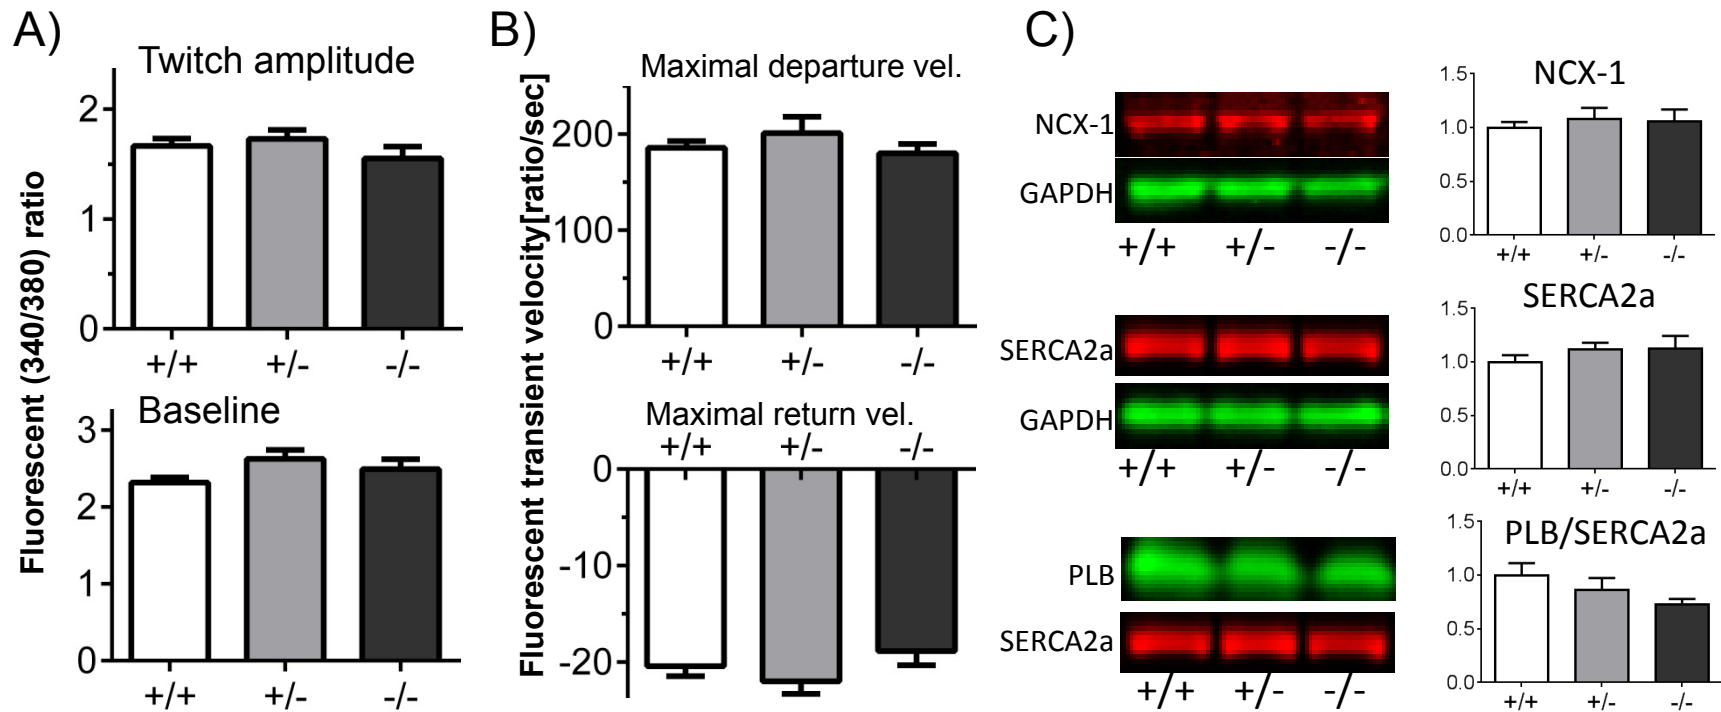 A)
Twitch amplitude
Fluorescent (340/380) ratio
2
1
0
+/+ +/- -/-
Baseline
3
2
1
0
+/+ +/- -/-
B)
Maximal departure vel.
Fluorescent transient velocity[ratio/sec]
200
100
0
+/+ +/- -/-
Maximal return vel.
+/+ +/- -/-
0
-10
-20
C)
NCX-1
GAPDH
+/+ +/- -/-
NCX-1
1.5
1.0
0.5
0.0
+/+ +/- -/-
SERCA2a
GAPDH
+/+ +/- -/-
SERCA2a
1.5
1.0
0.5
0.0
+/+ +/- -/-
PLB
SERCA2a
+/+ +/- -/-
PLB/SERCA2a
1.5
1.0
0.5
0.0
+/+ +/- -/-